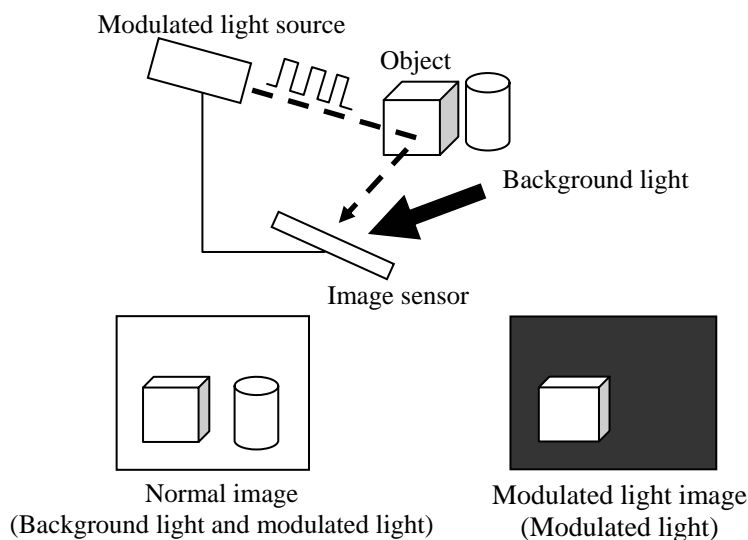 Modulated light source
Object
Background light
Image sensor
Normal image
(Background light and modulated light)
Modulated light image
(Modulated light)